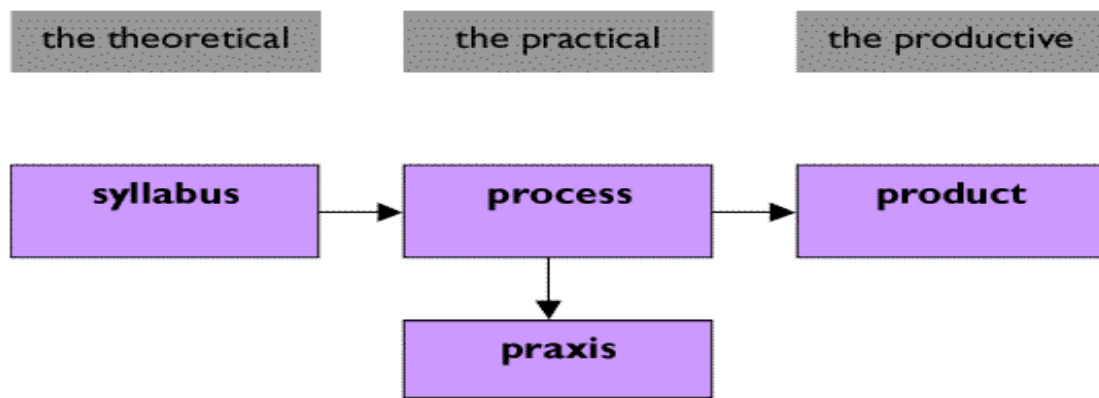 the theoretical
the practical
the productive
syllabus
process
product
praxis